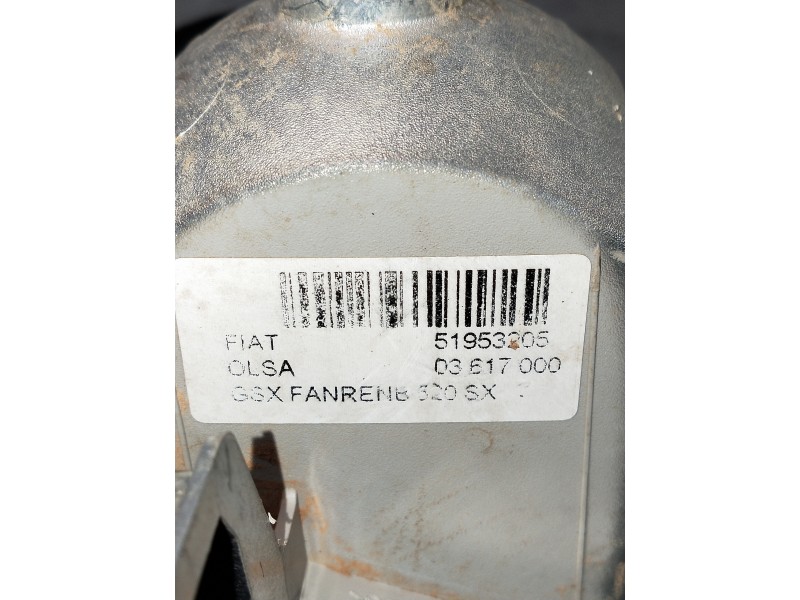 FIAT 51953205
OLSA 03 617 000
GSX FANRENB 320 SX